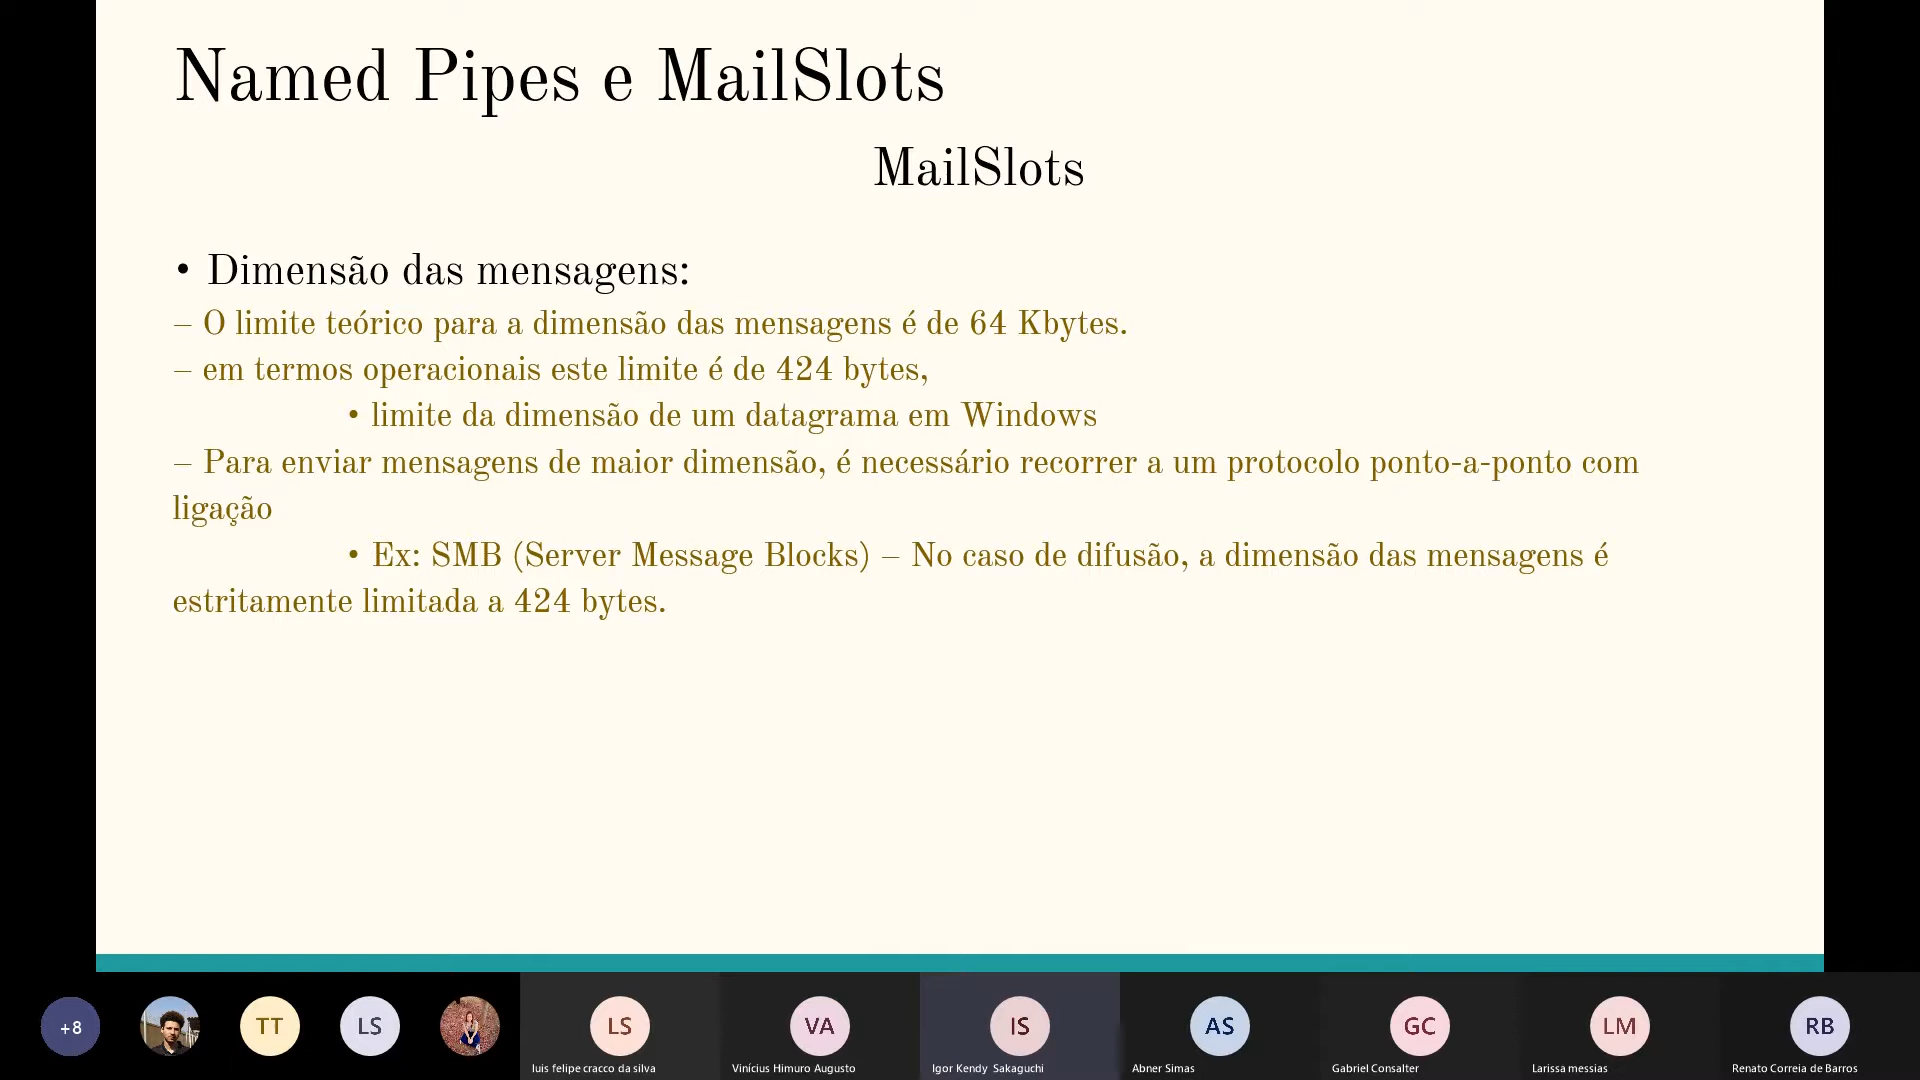 Named Pipes e MailSlots
MailSlots
• Dimensão das mensagens:
– O limite teórico para a dimensão das mensagens é de 64 Kbytes.
– em termos operacionais este limite é de 424 bytes,
• limite da dimensão de um datagrama em Windows
– Para enviar mensagens de maior dimensão, é necessário recorrer a um protocolo ponto-a-ponto com
ligação
• Ex: SMB (Server Message Blocks) – No caso de difusão, a dimensão das mensagens é
estritamente limitada a 424 bytes.
+8
TT
LS
LS
VA
IS
AS
GC
LM
RB
luis felipe cracco da silva
Vinícius Himuro Augusto
Igor Kendy Sakaguchi
Abner Simas
Gabriel Consalter
Larissa messias
Renato Correia de Barros